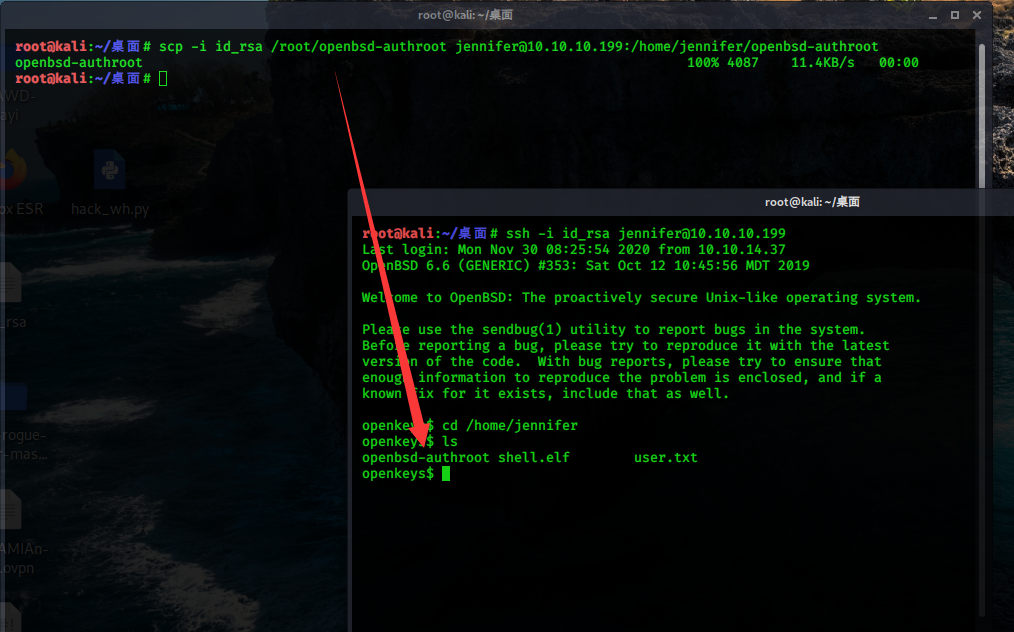 root@kali: ~/桌面
root@kali:~/桌面# scp -i id_rsa /root/openbsd-authroot jennifer@10.10.10.199:/home/jennifer/openbsd-authroot
openbsd-authroot 100% 4087 11.4KB/s 00:00
root@kali:~/桌面#
ox ESR
hack_wh.py
_rsa
rogue-
r-mas...
AMIAn-
.ovpn
root@kali: ~/桌面
root@kali:~/桌面# ssh -i id_rsa jennifer@10.10.10.199
Last login: Mon Nov 30 08:25:54 2020 from 10.10.14.37
OpenBSD 6.6 (GENERIC) #353: Sat Oct 12 10:45:56 MDT 2019
Welcome to OpenBSD: The proactively secure Unix-like operating system.
Please use the sendbug(1) utility to report bugs in the system.
Before reporting a bug, please try to reproduce it with the latest
version of the code.  With bug reports, please try to ensure that
enough information to reproduce the problem is enclosed, and if a
known fix for it exists, include that as well.
openkeys$ cd /home/jennifer
openkeys$ ls
openbsd-authroot shell.elf        user.txt
openkeys$